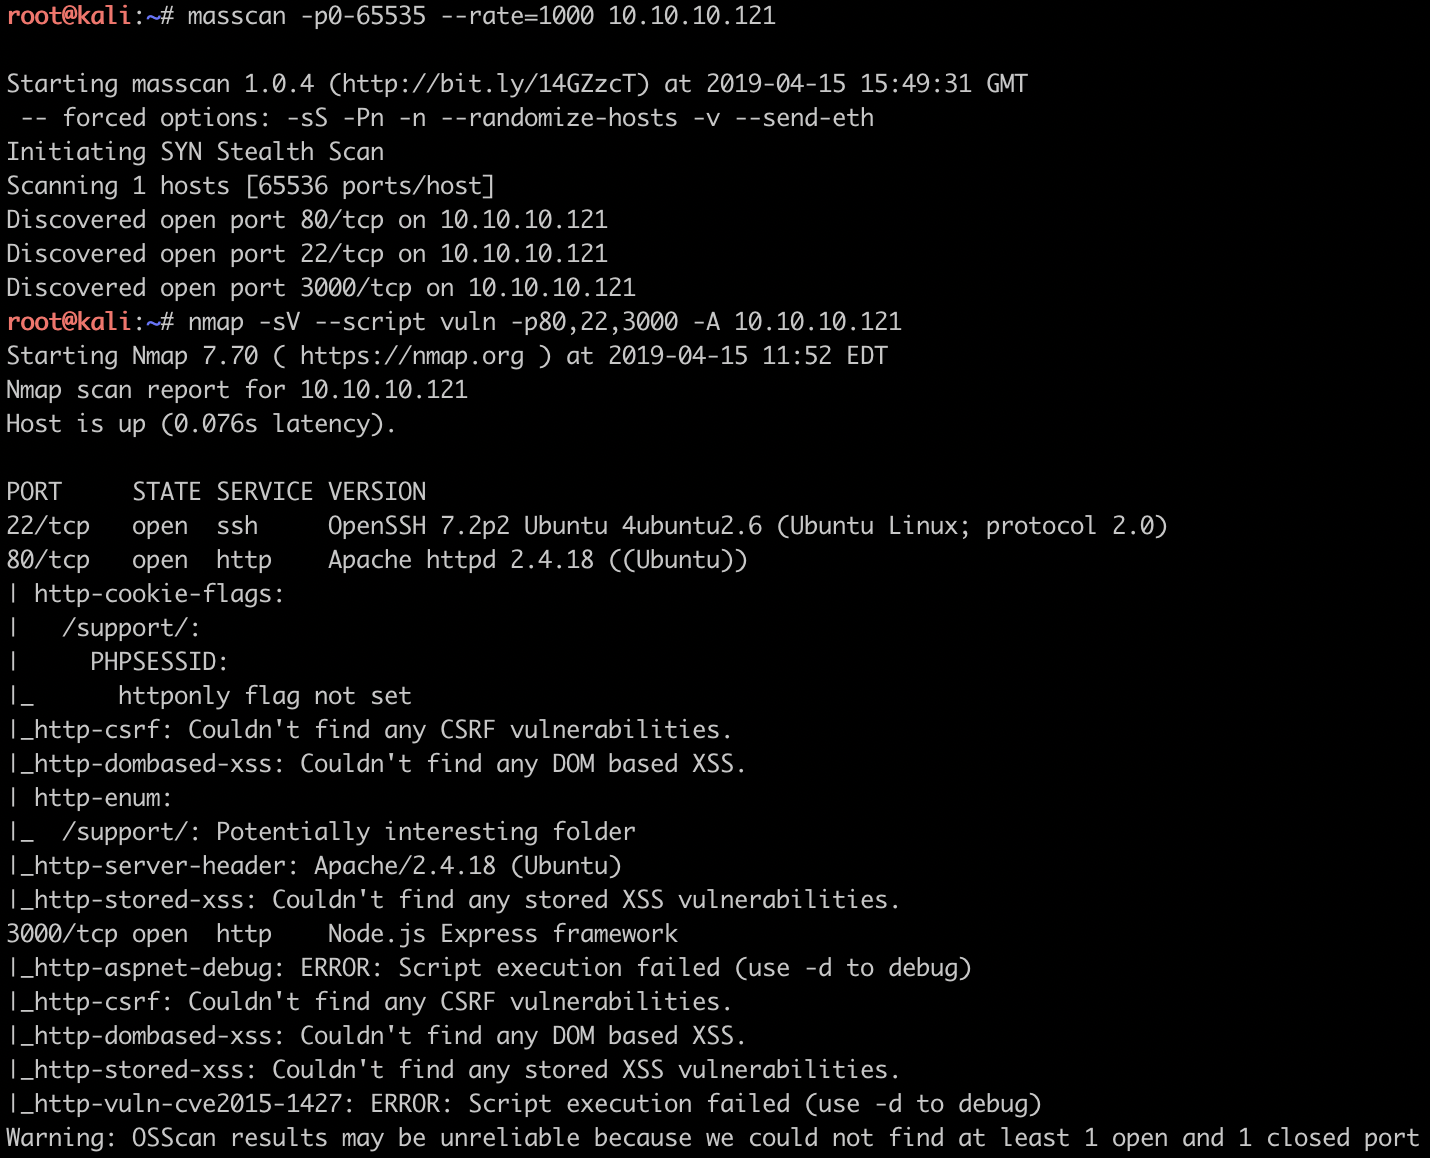 root@kali:~# masscan -p0-65535 --rate=1000 10.10.10.121

Starting masscan 1.0.4 (http://bit.ly/14GZzcT) at 2019-04-15 15:49:31 GMT
 -- forced options: -sS -Pn -n --randomize-hosts -v --send-eth
Initiating SYN Stealth Scan
Scanning 1 hosts [65536 ports/host]
Discovered open port 80/tcp on 10.10.10.121
Discovered open port 22/tcp on 10.10.10.121
Discovered open port 3000/tcp on 10.10.10.121
root@kali:~# nmap -sV --script vuln -p80,22,3000 -A 10.10.10.121
Starting Nmap 7.70 ( https://nmap.org ) at 2019-04-15 11:52 EDT
Nmap scan report for 10.10.10.121
Host is up (0.076s latency).

PORT     STATE SERVICE VERSION
22/tcp   open  ssh     OpenSSH 7.2p2 Ubuntu 4ubuntu2.6 (Ubuntu Linux; protocol 2.0)
80/tcp   open  http    Apache httpd 2.4.18 ((Ubuntu))
| http-cookie-flags:
|   /support/:
|     PHPSESSID:
|_      httponly flag not set
|_http-csrf: Couldn't find any CSRF vulnerabilities.
|_http-dombased-xss: Couldn't find any DOM based XSS.
| http-enum:
|_  /support/: Potentially interesting folder
|_http-server-header: Apache/2.4.18 (Ubuntu)
|_http-stored-xss: Couldn't find any stored XSS vulnerabilities.
3000/tcp open  http    Node.js Express framework
|_http-aspnet-debug: ERROR: Script execution failed (use -d to debug)
|_http-csrf: Couldn't find any CSRF vulnerabilities.
|_http-dombased-xss: Couldn't find any DOM based XSS.
|_http-stored-xss: Couldn't find any stored XSS vulnerabilities.
|_http-vuln-cve2015-1427: ERROR: Script execution failed (use -d to debug)
Warning: OSScan results may be unreliable because we could not find at least 1 open and 1 closed port